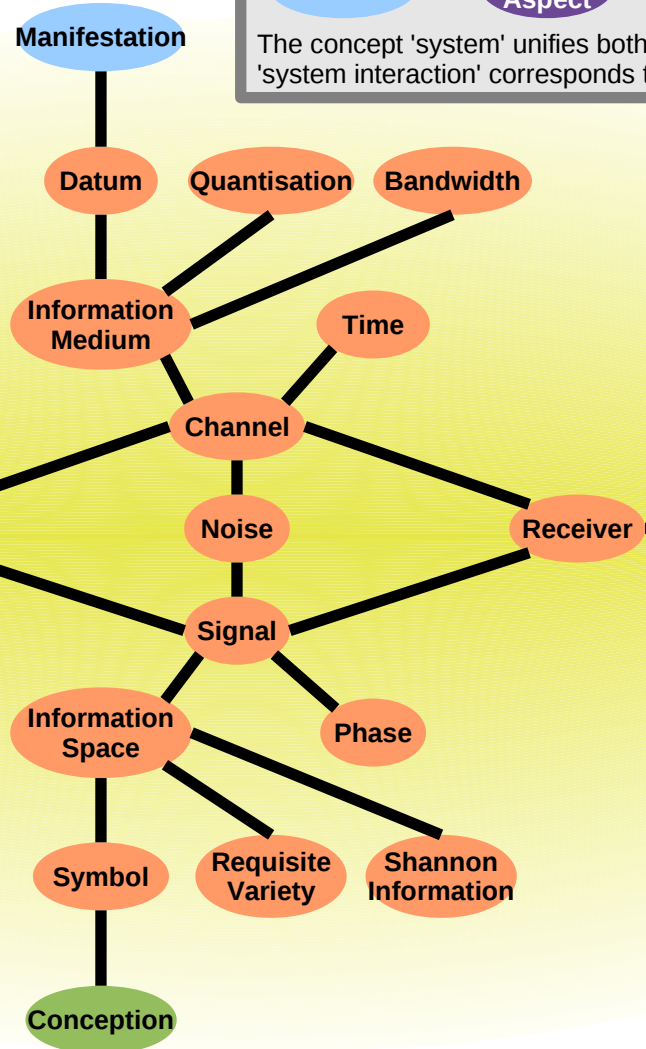 Aspect
Manifestation
The concept 'system' unifies both
'system interaction' corresponds
Datum
Quantisation
Bandwidth
Information
Medium
Time
Channel
Noise
Receiver
Signal
Information
Space
Phase
Symbol
Requisite
Variety
Shannon
Information
Conception